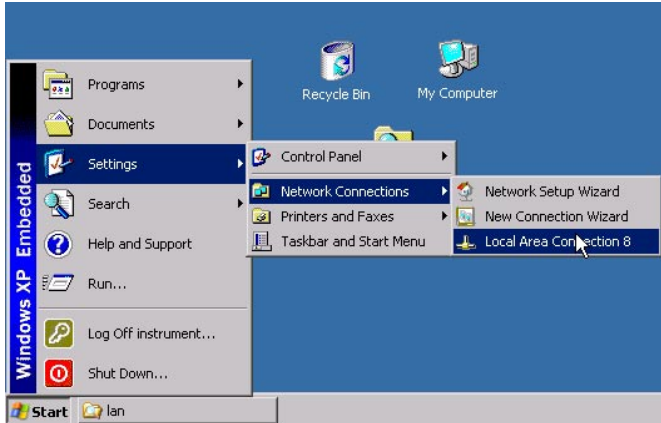 Recycle Bin
My Computer
Windows XP Embedded
Programs
Documents
Settings
Search
Help and Support
Run...
Log Off instrument...
Shut Down...
Control Panel
Network Connections
Printers and Faxes
Taskbar and Start Menu
Network Setup Wizard
New Connection Wizard
Local Area Connection 8
Start
lan